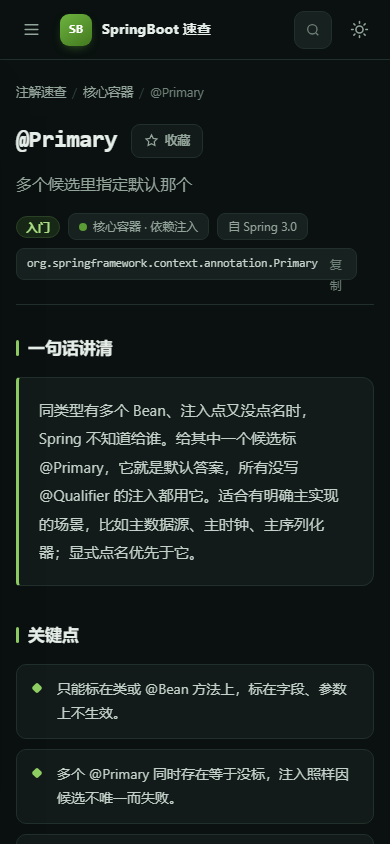 SB SpringBoot 速查
注解速查 / 核心容器 / @Primary
@Primary 收藏
多个候选里指定默认那个
入门 核心容器 · 依赖注入 自 Spring 3.0
org.springframework.context.annotation.Primary 复
制
一句话讲清
同类型有多个 Bean、注入点又没点名时，
Spring 不知道给谁。给其中一个候选标
@Primary，它就是默认答案，所有没写
@Qualifier 的注入都用它。适合有明确主实现
的场景，比如主数据源、主时钟、主序列化
器；显式点名优先于它。
关键点
只能标在类或 @Bean 方法上，标在字段、参数
上不生效。
多个 @Primary 同时存在等于没标，注入照样因
候选不唯一而失败。